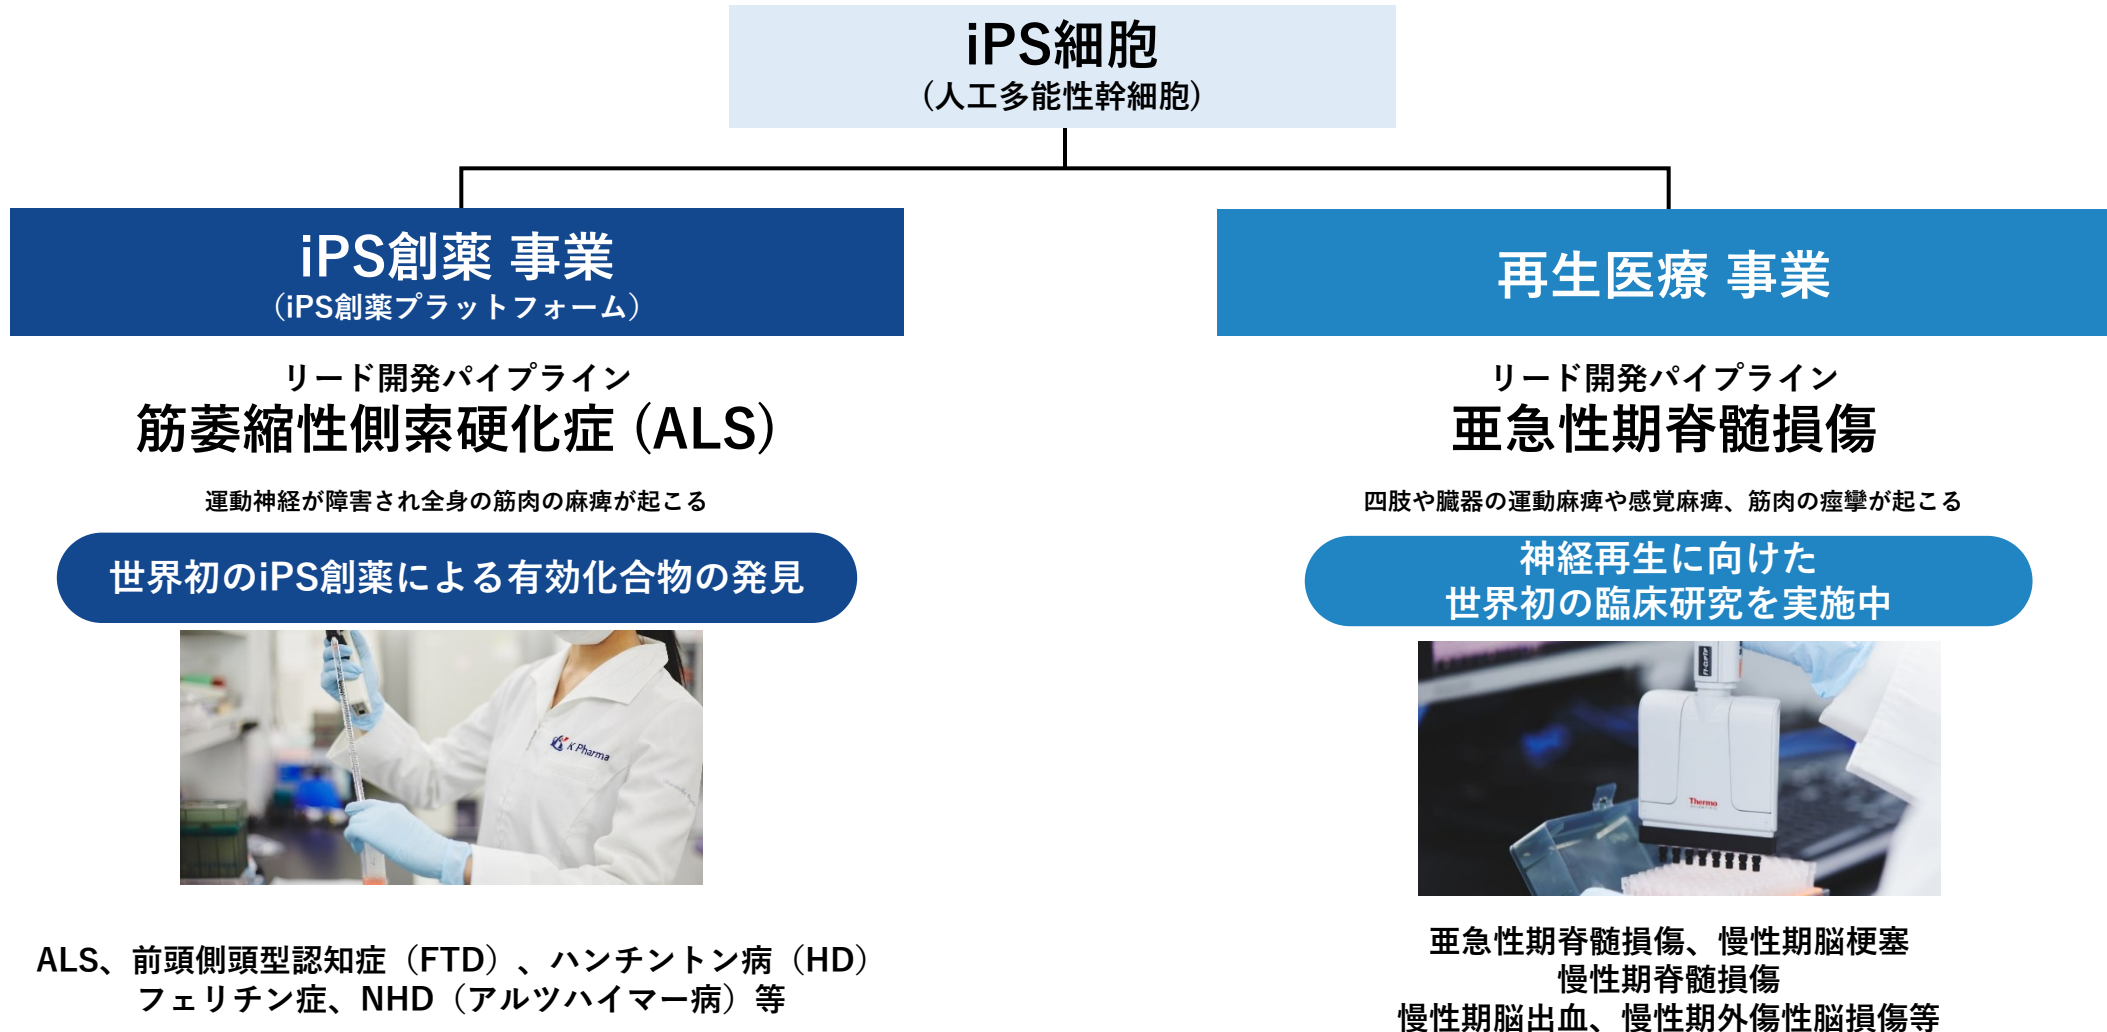 iPS細胞
（人工多能性幹細胞）
iPS創薬 事業
（iPS創薬プラットフォーム）
リード開発パイプライン
筋萎縮性側索硬化症（ALS）
運動神経が障害され全身の筋肉の麻痺が起こる
世界初のiPS創薬による有効化合物の発見
K Pharma
ALS、前頭側頭型認知症（FTD）、ハンチントン病（HD）
フェリチン症、NHD（アルツハイマー病）等
再生医療 事業
リード開発パイプライン
亜急性期脊髄損傷
四肢や臓器の運動麻痺や感覚麻痺、筋肉の痙攣が起こる
神経再生に向けた
世界初の臨床研究を実施中
F1-ClipTip
Thermo
SCIENTIFIC
亜急性期脊髄損傷、慢性期脳梗塞
慢性期脊髄損傷
慢性期脳出血、慢性期外傷性脳損傷等